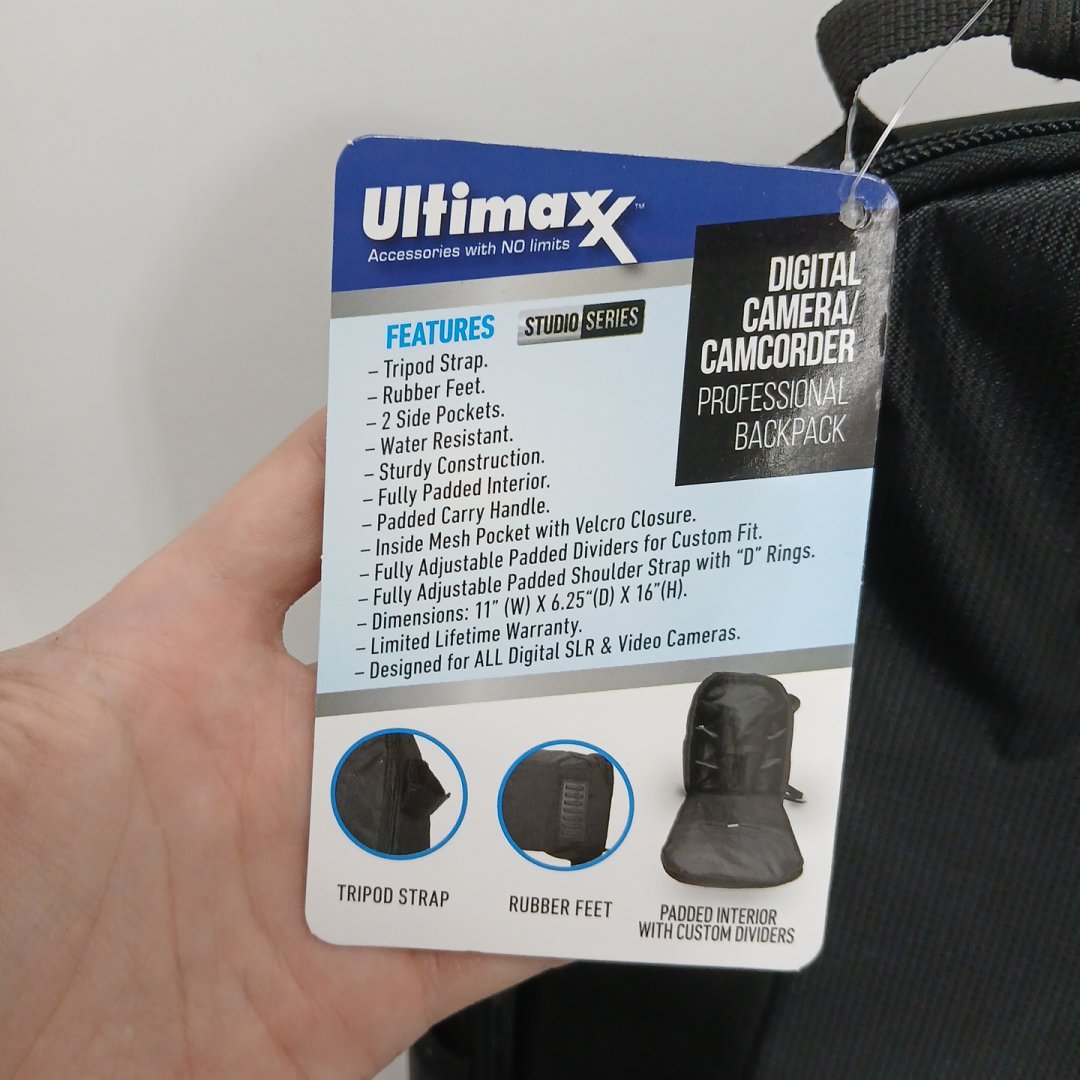 Ultimaxx™
Accessories with NO limits
DIGITAL
CAMERA/
CAMCORDER
PROFESSIONAL
BACKPACK
FEATURES
STUDIO SERIES
– Tripod Strap.
– Rubber Feet.
– 2 Side Pockets.
– Water Resistant.
– Sturdy Construction.
– Fully Padded Interior.
– Padded Carry Handle.
– Inside Mesh Pocket with Velcro Closure.
– Fully Adjustable Padded Dividers for Custom Fit.
– Fully Adjustable Padded Shoulder Strap with “D” Rings.
– Dimensions: 11” (W) X 6.25“(D) X 16”(H).
– Limited Lifetime Warranty.
– Designed for ALL Digital SLR & Video Cameras.
TRIPOD STRAP
RUBBER FEET
PADDED INTERIOR
WITH CUSTOM DIVIDERS